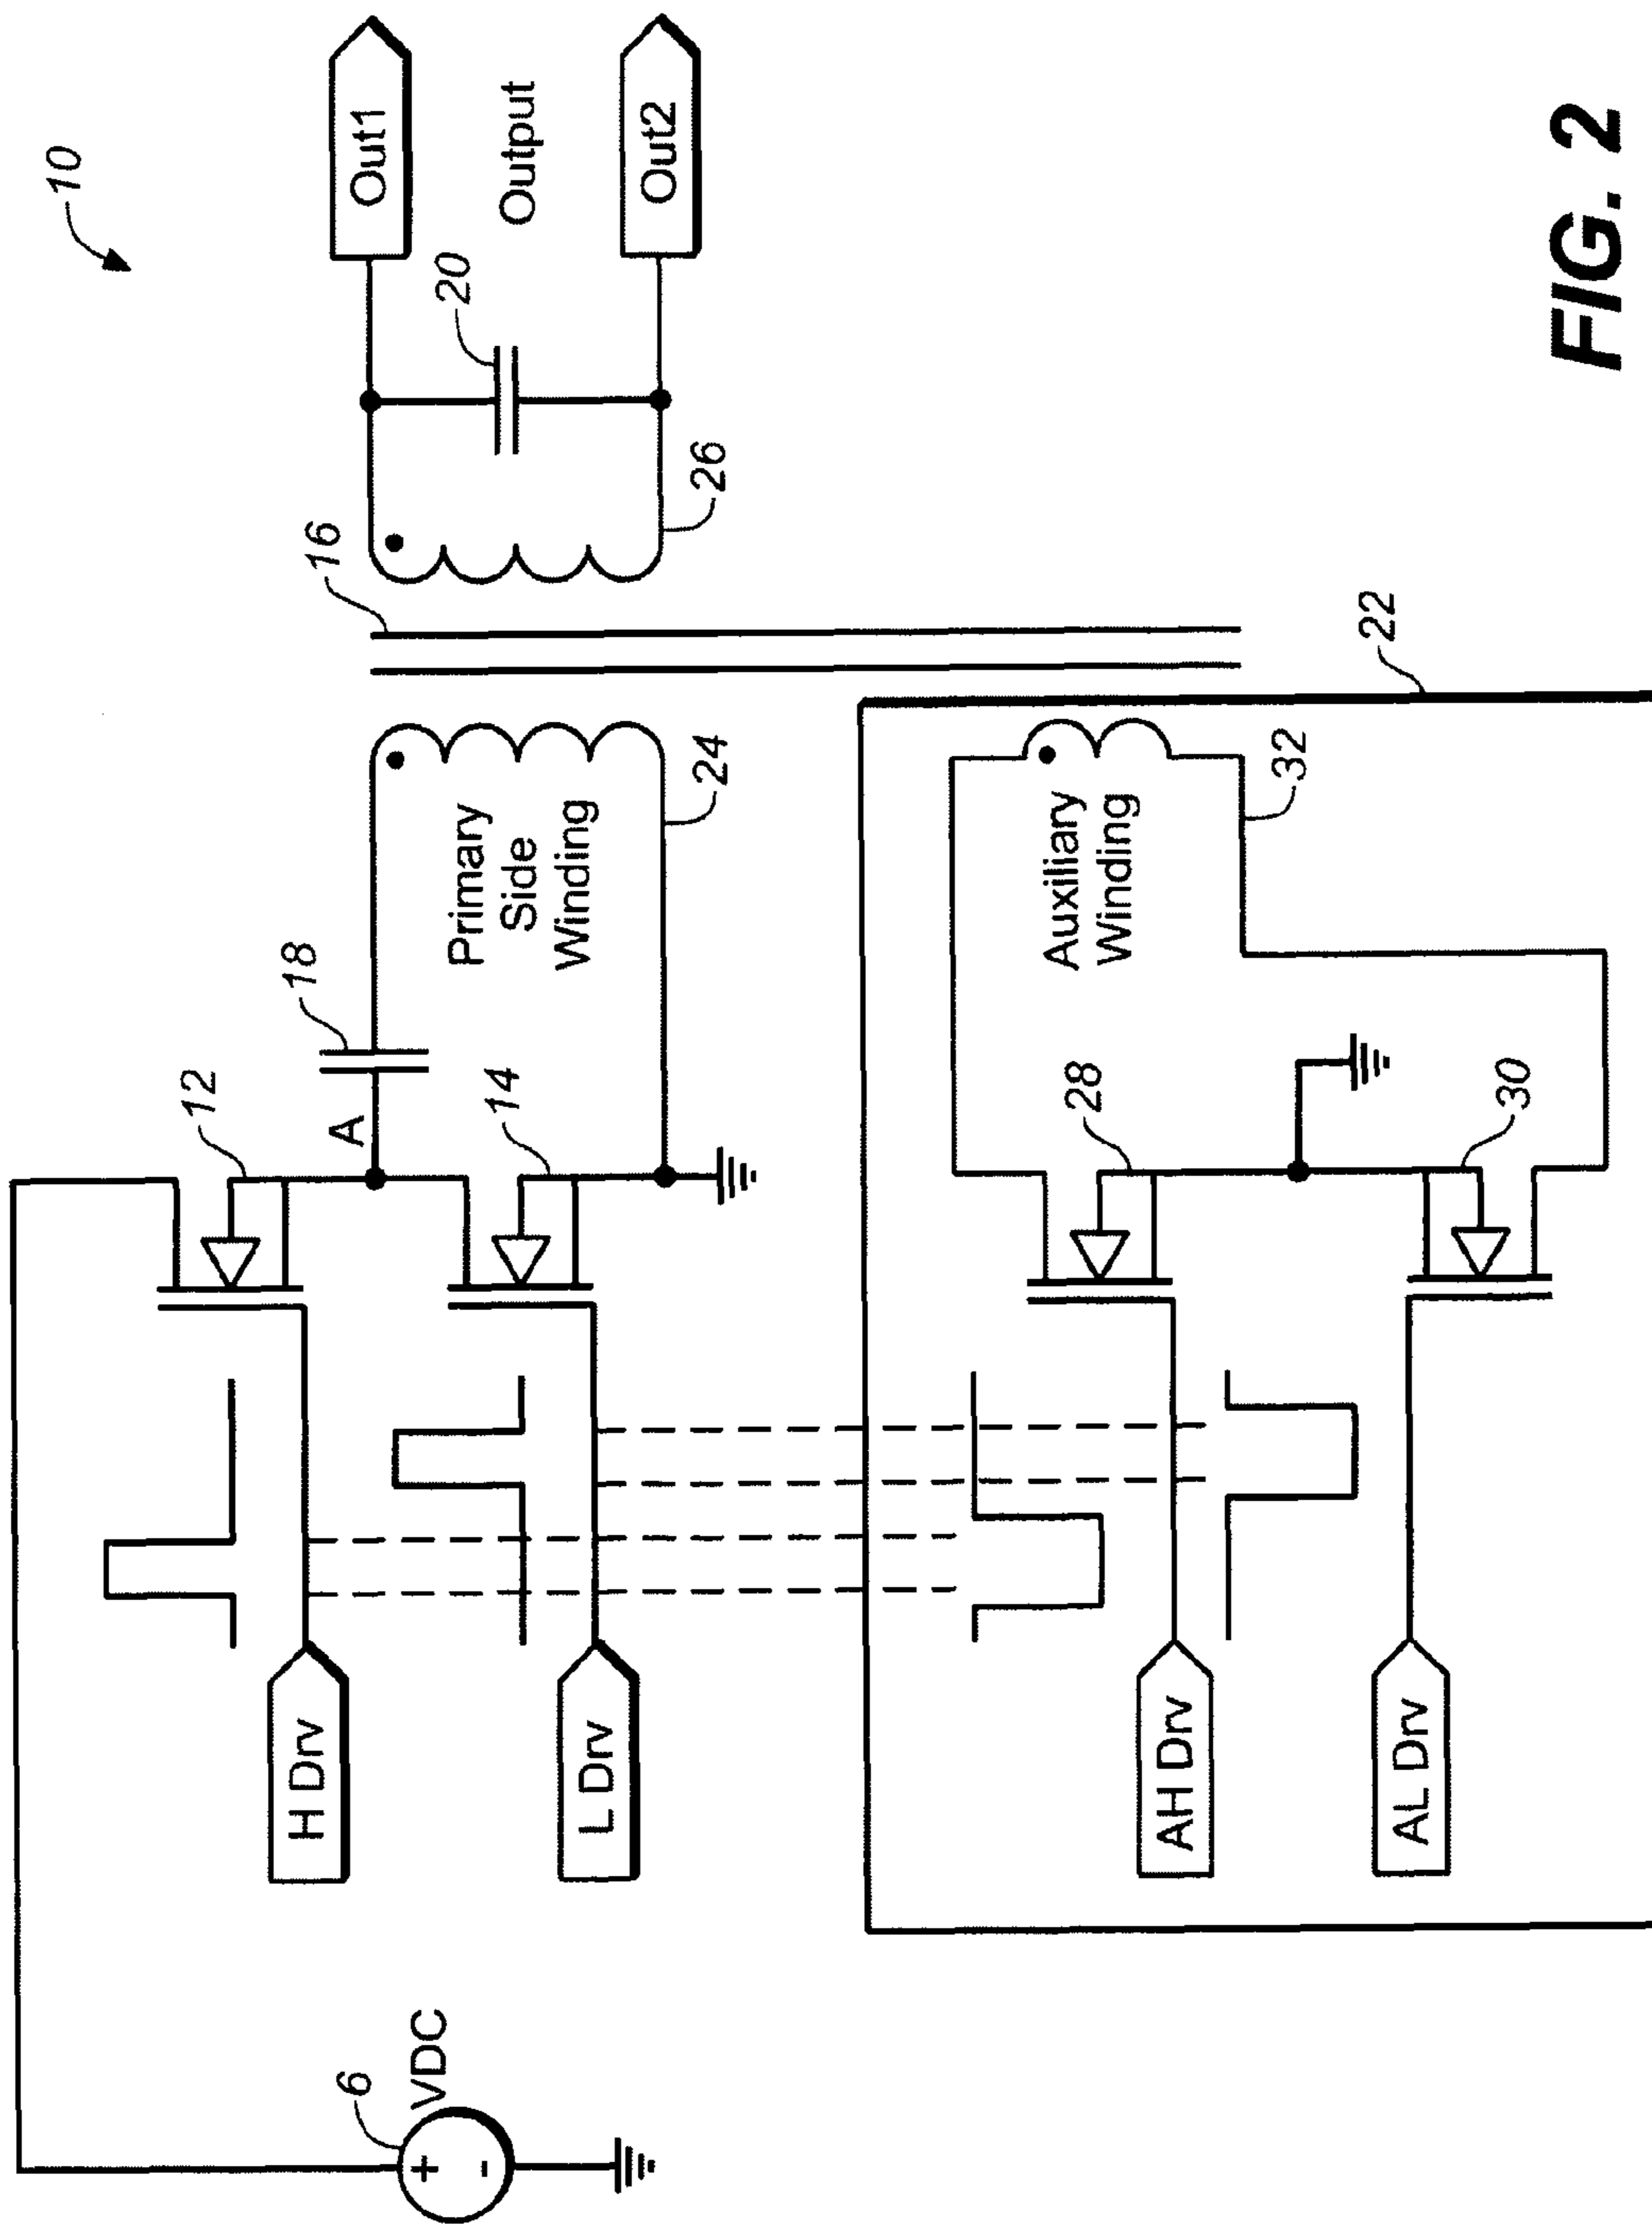 10
16
Out1
12
18
A
20
Output
6
VDC
H Drv
14
Primary
Side
Winding
24
26
L Drv
Out2
22
28
Auxiliary
Winding
32
AH Drv
30
AL Drv
+
-
FIG. 2